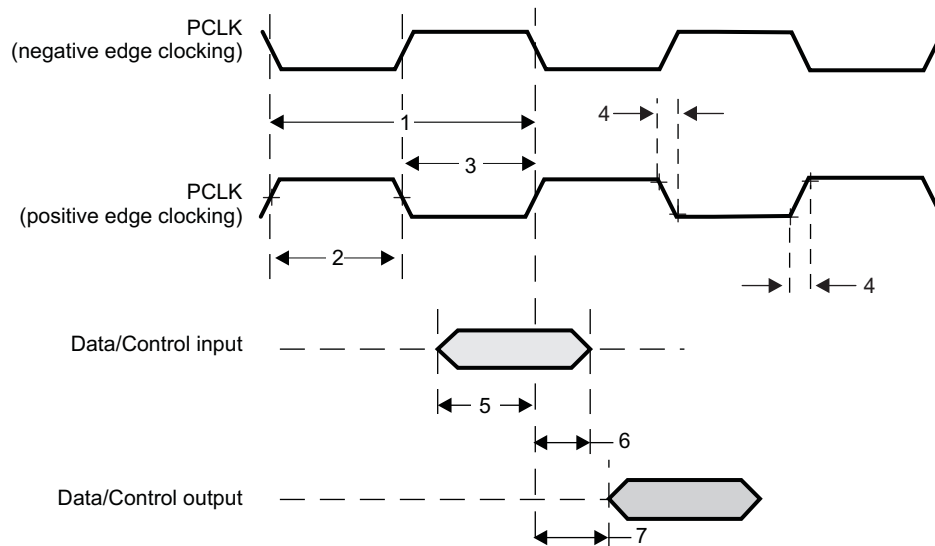 PCLK
(negative edge clocking)
1
4
3
PCLK
(positive edge clocking)
2
4
Data/Control input
5
6
Data/Control output
7